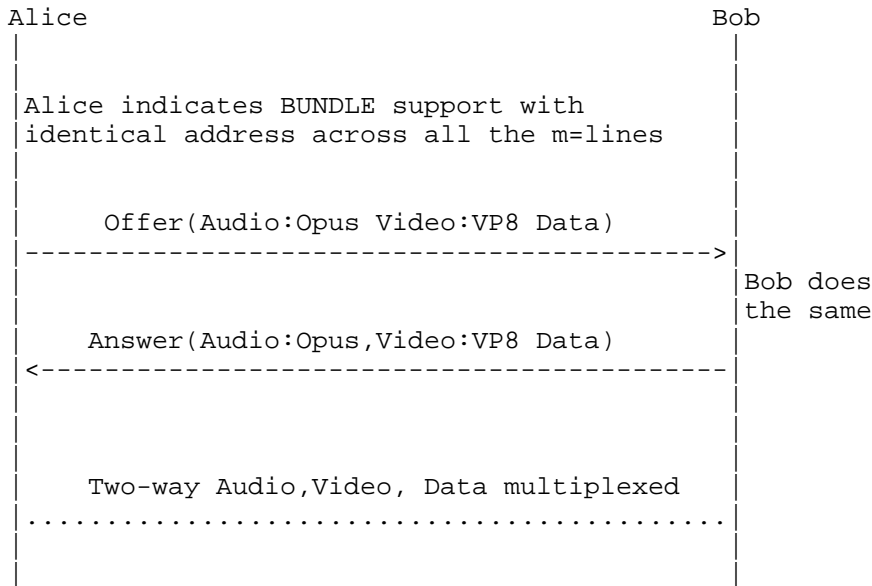 Alice Bob
Alice indicates BUNDLE support with
identical address across all the m=lines
Offer(Audio:Opus Video:VP8 Data)
------------------------------------------->
Bob does
the same
Answer(Audio:Opus,Video:VP8 Data)
<-------------------------------------------
Two-way Audio,Video, Data multiplexed
............................................